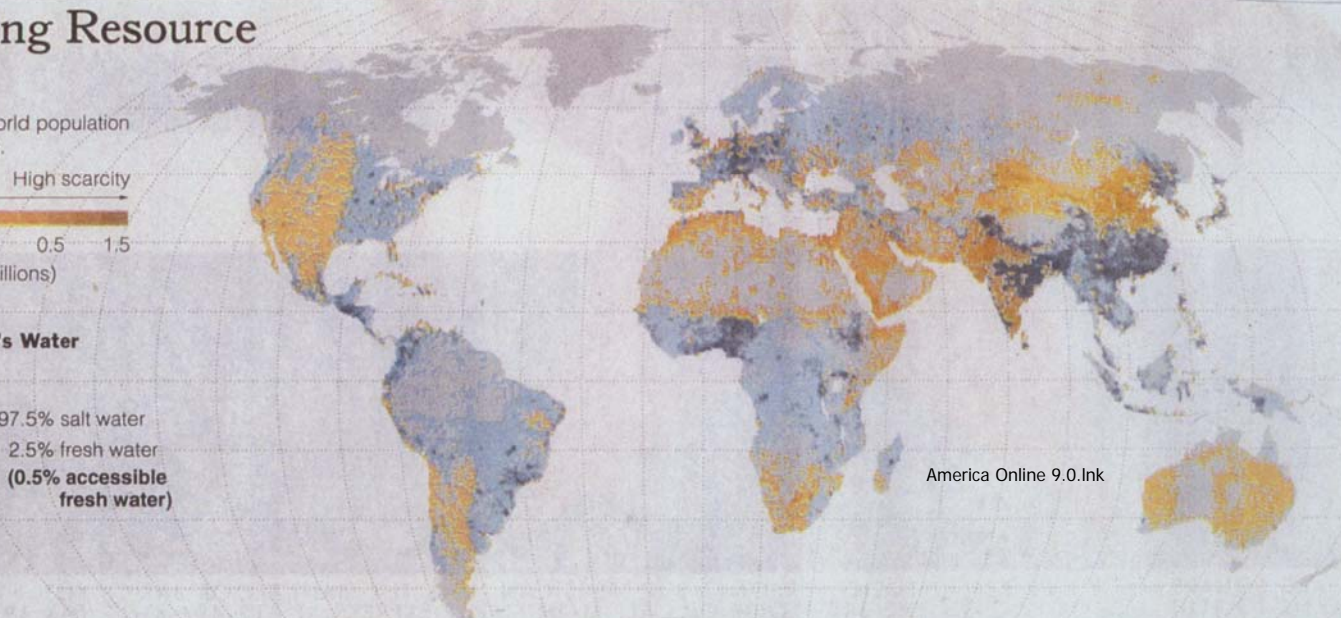 ng Resource
orld population
High scarcity
0.5 1.5
illions)
's Water
97.5% salt water
2.5% fresh water
(0.5% accessible
fresh water)
America Online 9.0.lnk